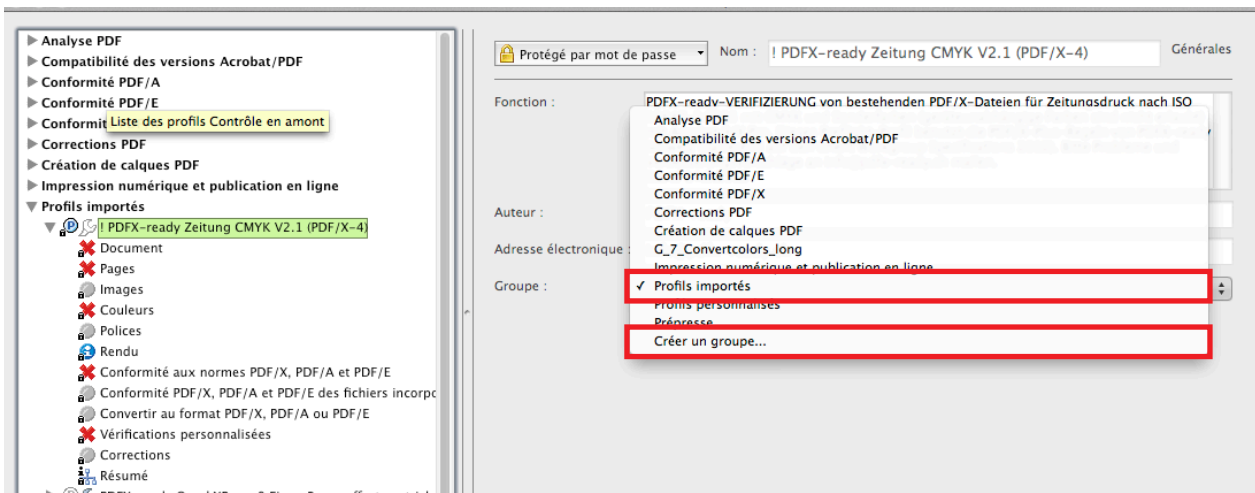 Analyse PDF
Compatibilité des versions Acrobat/PDF
Conformité PDF/A
Conformité PDF/E
Conformit
Liste des profils Contrôle en amont
Corrections PDF
Création de calques PDF
Impression numérique et publication en ligne
Profils importés
! PDFX-ready Zeitung CMYK V2.1 (PDF/X-4)
Document
Pages
Images
Couleurs
Polices
Rendu
Conformité aux normes PDF/X, PDF/A et PDF/E
Conformité PDF/X, PDF/A et PDF/E des fichiers incorpo
Convertir au format PDF/X, PDF/A ou PDF/E
Vérifications personnalisées
Corrections
Résumé
Protégé par mot de passe
Nom : ! PDFX-ready Zeitung CMYK V2.1 (PDF/X-4)
Générales
Fonction : PDFX-ready-VERIFIZIERUNG von bestehenden PDF/X-Dateien für Zeitungsdruck nach ISO
Auteur :
Adresse électronique :
Groupe :
Analyse PDF
Compatibilité des versions Acrobat/PDF
Conformité PDF/A
Conformité PDF/E
Conformité PDF/X
Corrections PDF
Création de calques PDF
G_7_Convertcolors_long
Impression numérique et publication en ligne
✓ Profils importés
Profils personnalisés
Prépresse
Créer un groupe...